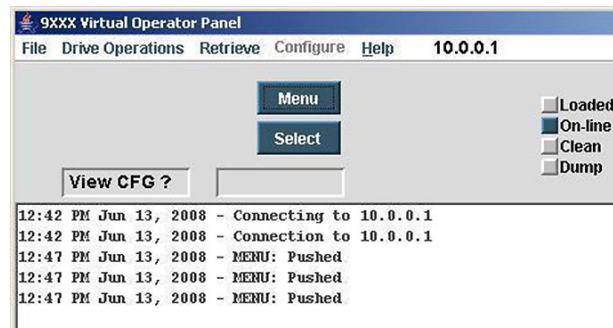 9XXX Virtual Operator Panel
File Drive Operations Retrieve Configure Help 10.0.0.1
Menu
Select
Loaded
On-line
Clean
Dump
View CFG ?
12:42 PM Jun 13, 2008 - Connecting to 10.0.0.1
12:42 PM Jun 13, 2008 - Connection to 10.0.0.1
12:47 PM Jun 13, 2008 - MENU: Pushed
12:47 PM Jun 13, 2008 - MENU: Pushed
12:47 PM Jun 13, 2008 - MENU: Pushed